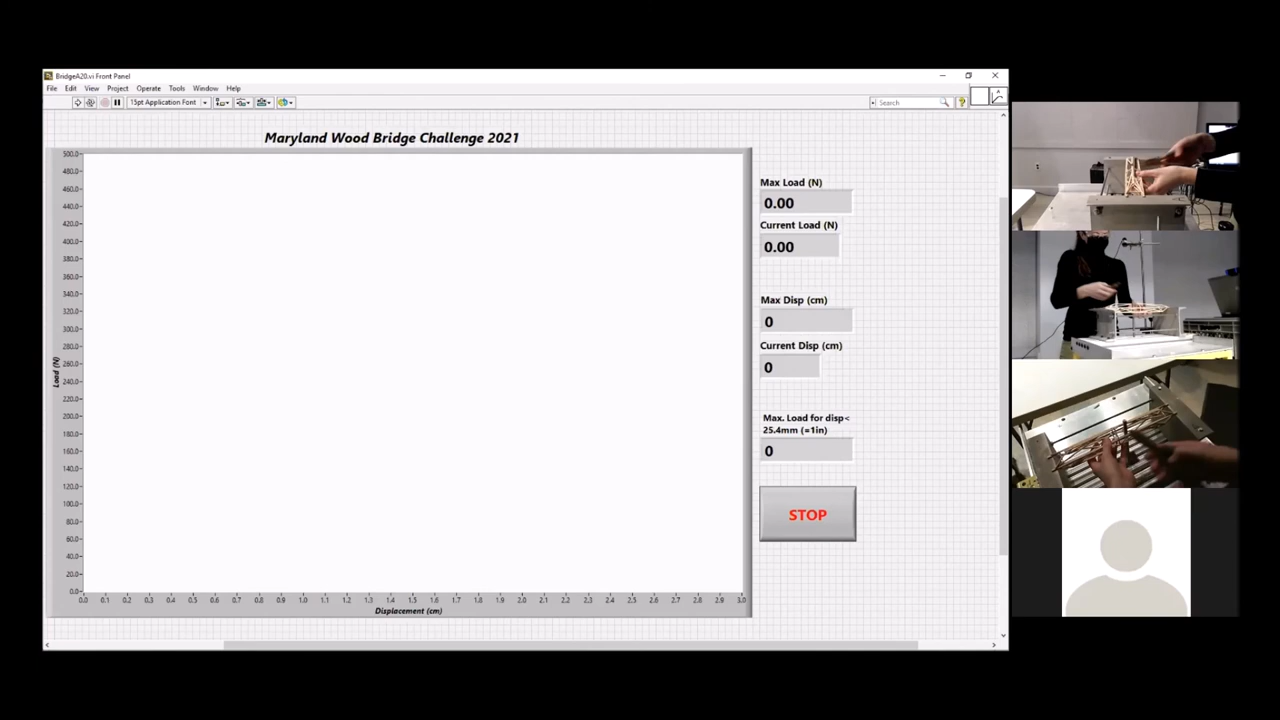 BridgeA20.vi Front Panel
File Edit View Project Operate Tools Window Help
15pt Application Font
Search
?
Maryland Wood Bridge Challenge 2021
500.0
480.0
460.0
440.0
420.0
400.0
380.0
360.0
340.0
320.0
300.0
280.0
260.0
240.0
220.0
200.0
180.0
160.0
140.0
120.0
100.0
80.0
60.0
40.0
20.0
0.0
Load (N)
0.0 0.1 0.2 0.3 0.4 0.5 0.6 0.7 0.8 0.9 1.0 1.1 1.2 1.3 1.4 1.5 1.6 1.7 1.8 1.9 2.0 2.1 2.2 2.3 2.4 2.5 2.6 2.7 2.8 2.9 3.0
Displacement (cm)
Max Load (N)
0.00
Current Load (N)
0.00
Max Disp (cm)
0
Current Disp (cm)
0
Max. Load for disp<
25.4mm (=1in)
0
STOP